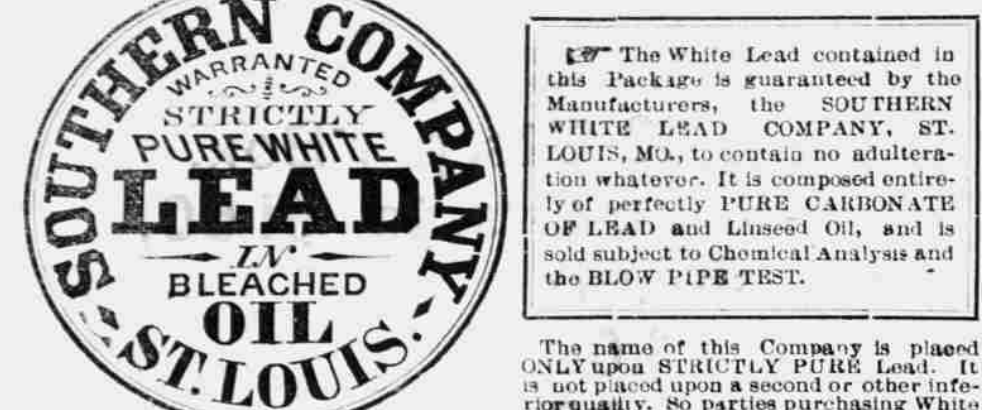 SOUTHERN COMPANY
WARRANTED
STRICTLY
PURE WHITE
LEAD
IN
BLEACHED
OIL
ST. LOUIS.
☞ The White Lead contained in
this Package is guaranteed by the
Manufacturers, the SOUTHERN
WHITE LEAD COMPANY, ST.
LOUIS, MO., to contain no adultera-
tion whatever. It is composed entire-
ly of perfectly PURE CARBONATE
OF LEAD and Linseed Oil, and is
sold subject to Chemical Analysis and
the BLOW PIPE TEST.
The name of this Company is placed
ONLY upon STRICTLY PURE Lead. It
is not placed upon a second or other infe-
rior quality. So parties purchasing White